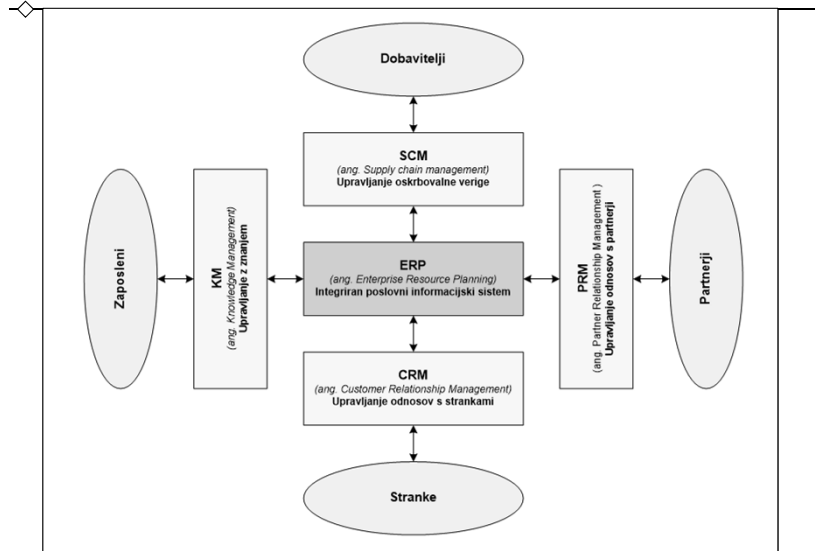 Dobavitelji
SCM
(ang. Supply chain management)
Upravljanje oskrbovalne verige
Zaposleni
KM
(ang. Knowledge Management)
Upravljanje z znanjem
ERP
(ang. Enterprise Resource Planning)
Integriran poslovni informacijski sistem
PRM
(ang. Partner Relationship Management )
Upravljanje odnosov s partnerji
Partnerji
CRM
(ang. Customer Relationship Management)
Upravljanje odnosov s strankami
Stranke